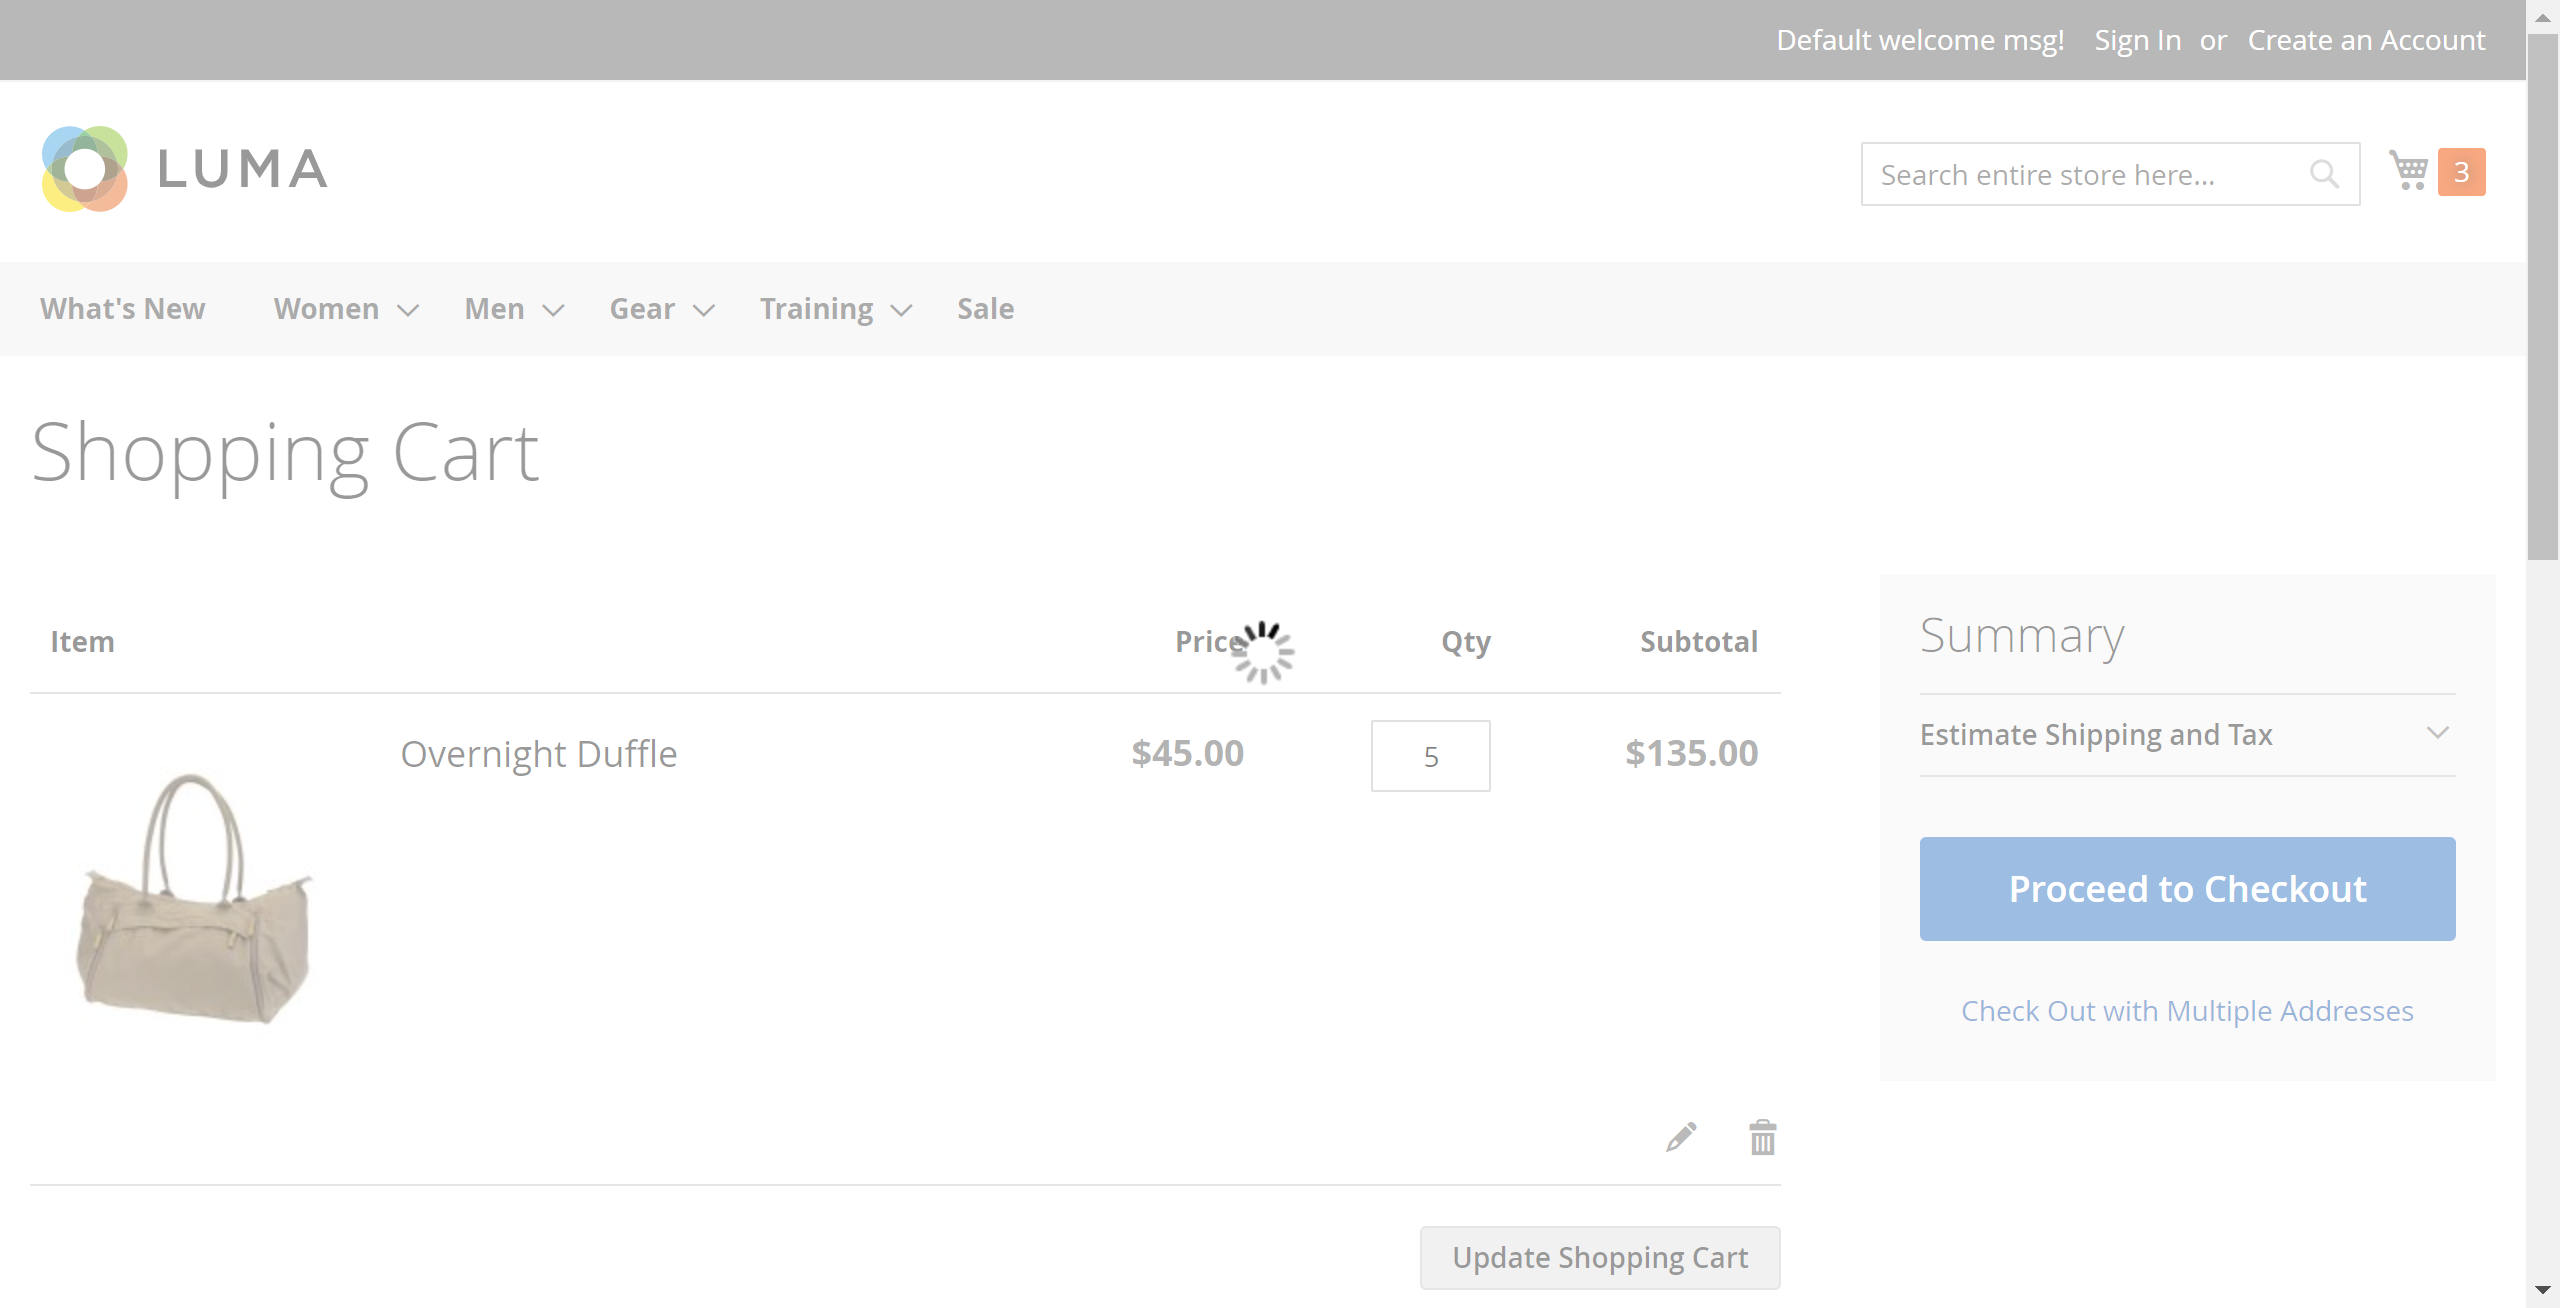 Default welcome msg! Sign In or Create an Account
LUMA
Search entire store here...
3
What's New Women Men Gear Training Sale
Shopping Cart
Item Price Qty Subtotal
Overnight Duffle $45.00 5 $135.00
Update Shopping Cart
Summary
Estimate Shipping and Tax
Proceed to Checkout
Check Out with Multiple Addresses